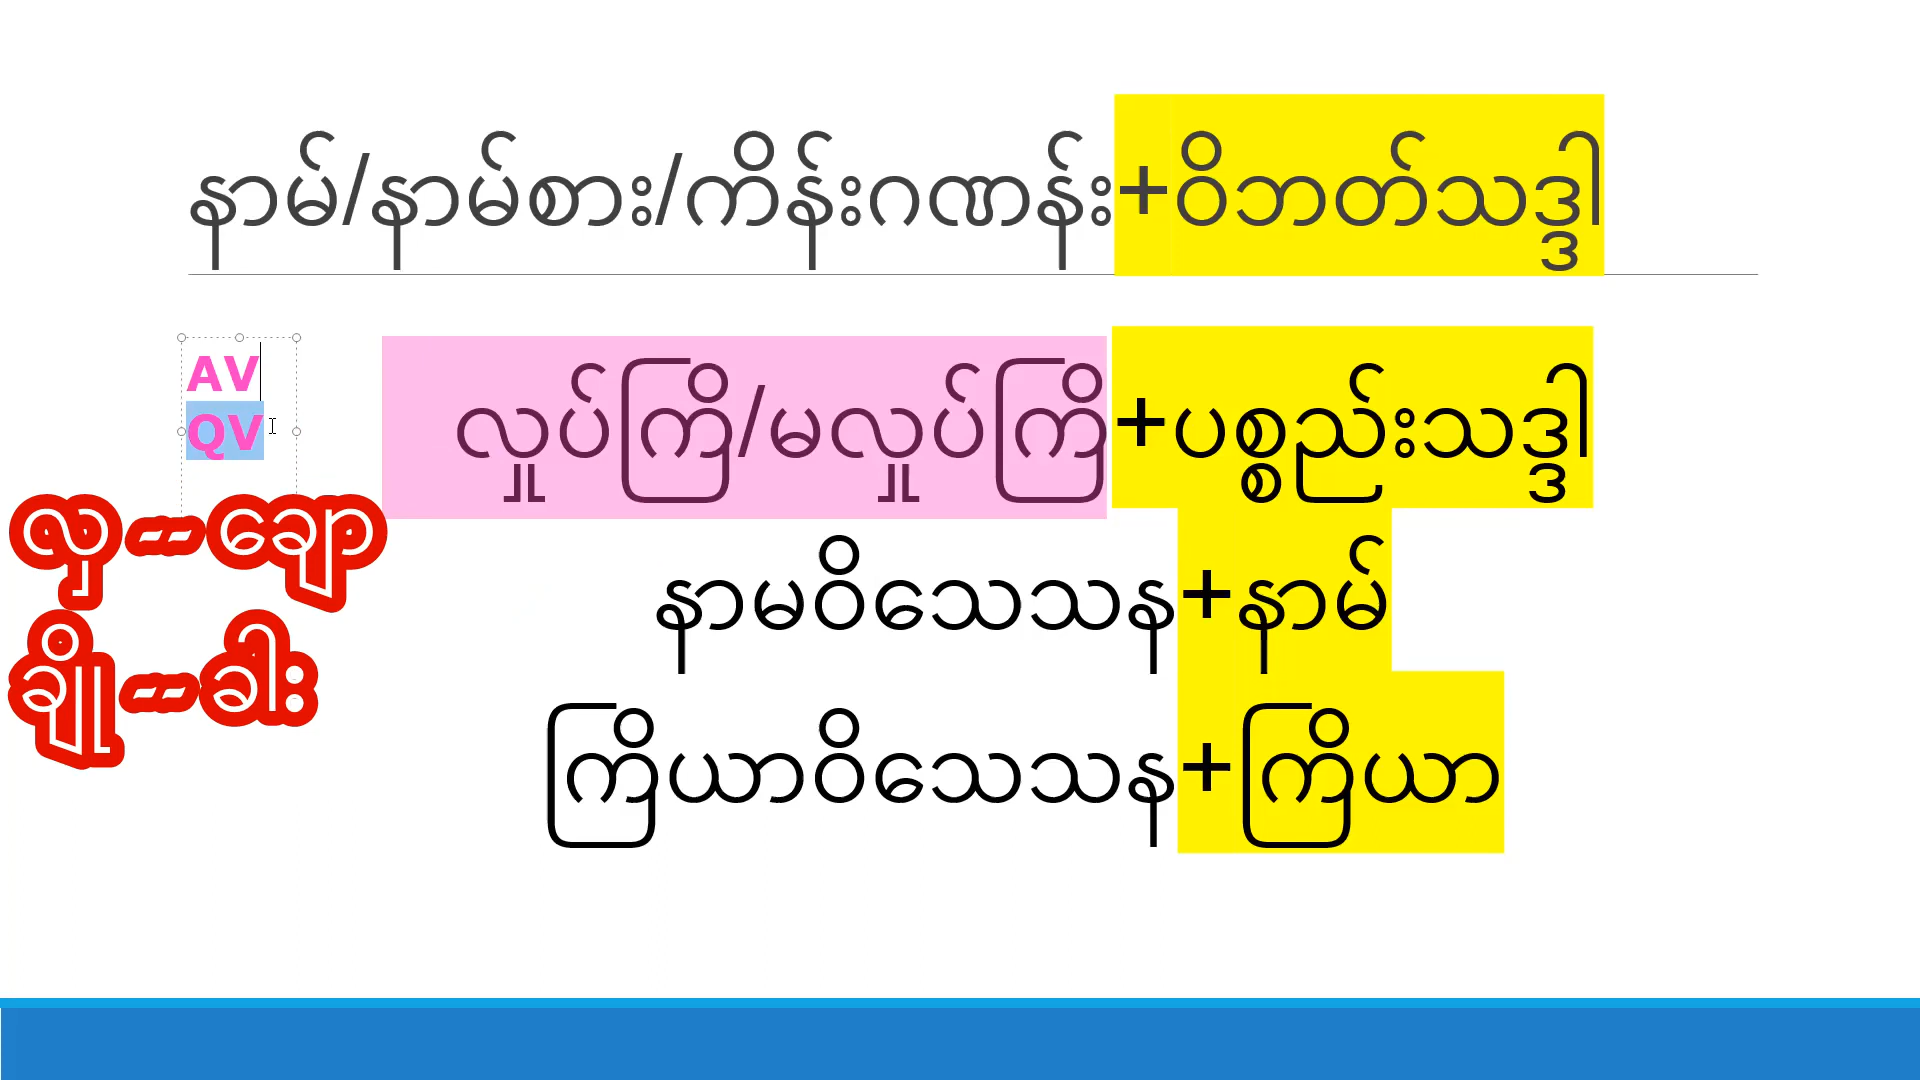 နာမ်/နာမ်စား/ကိန်းဂဏန်း+ဝိဘတ်သဒ္ဒါ
AV
QV
လှုပ်ကြိ/မလှုပ်ကြိ+ပစ္စည်းသဒ္ဒါ
လှ-ချော
ချို-ခါး
နာမဝိသေသန+နာမ်
ကြိယာဝိသေသန+ကြိယာ